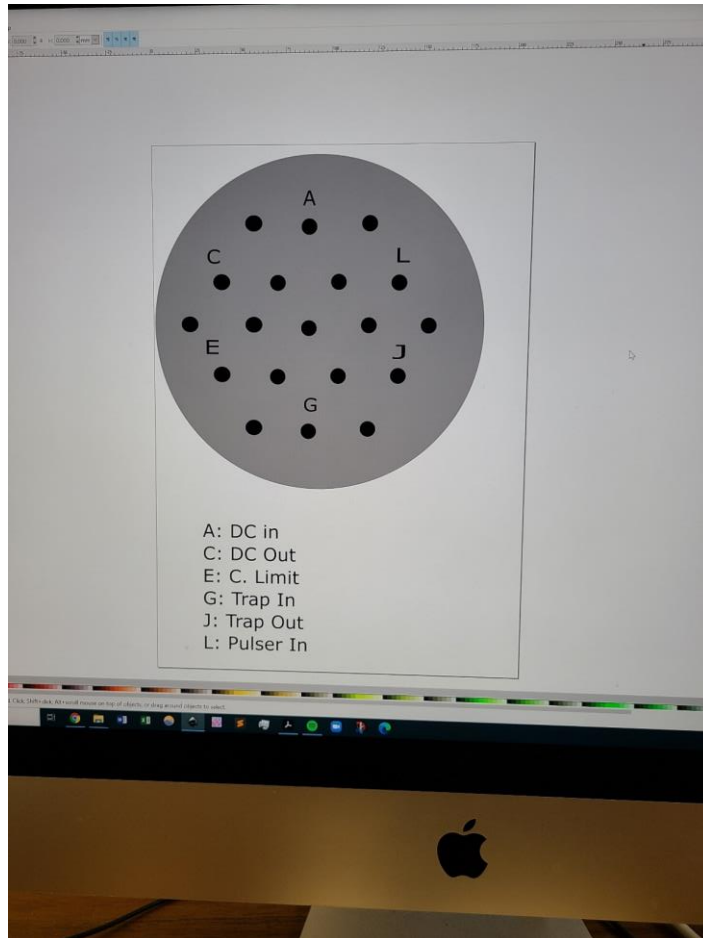 A
C
L
E
J
G
A: DC in
C: DC Out
E: C. Limit
G: Trap In
J: Trap Out
L: Pulser In